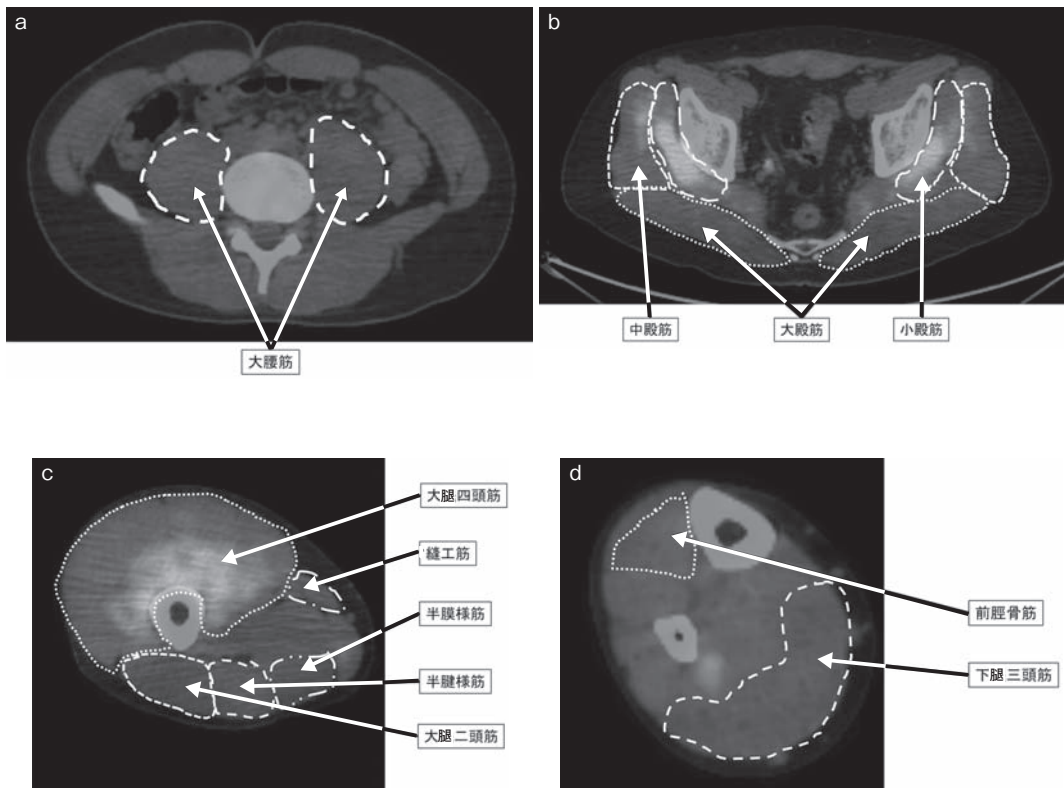 a
大腰筋
b
中殿筋
大殿筋
小殿筋
c
大腿四頭筋
縫工筋
半膜様筋
半腱様筋
大腿二頭筋
d
前脛骨筋
下腿三頭筋